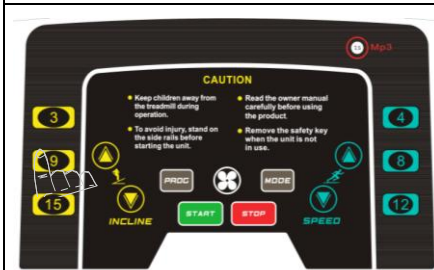 Mp3
CAUTION
Keep children away from
the treadmill during
operation.
To avoid injury, stand on
the side rails before
starting the unit.
Read the owner manual
carefully before using
the product
Remove the safety key
when the unit is not
in use.
3
9
15
4
8
12
PROG
MODE
START
STOP
INCLINE
SPEED